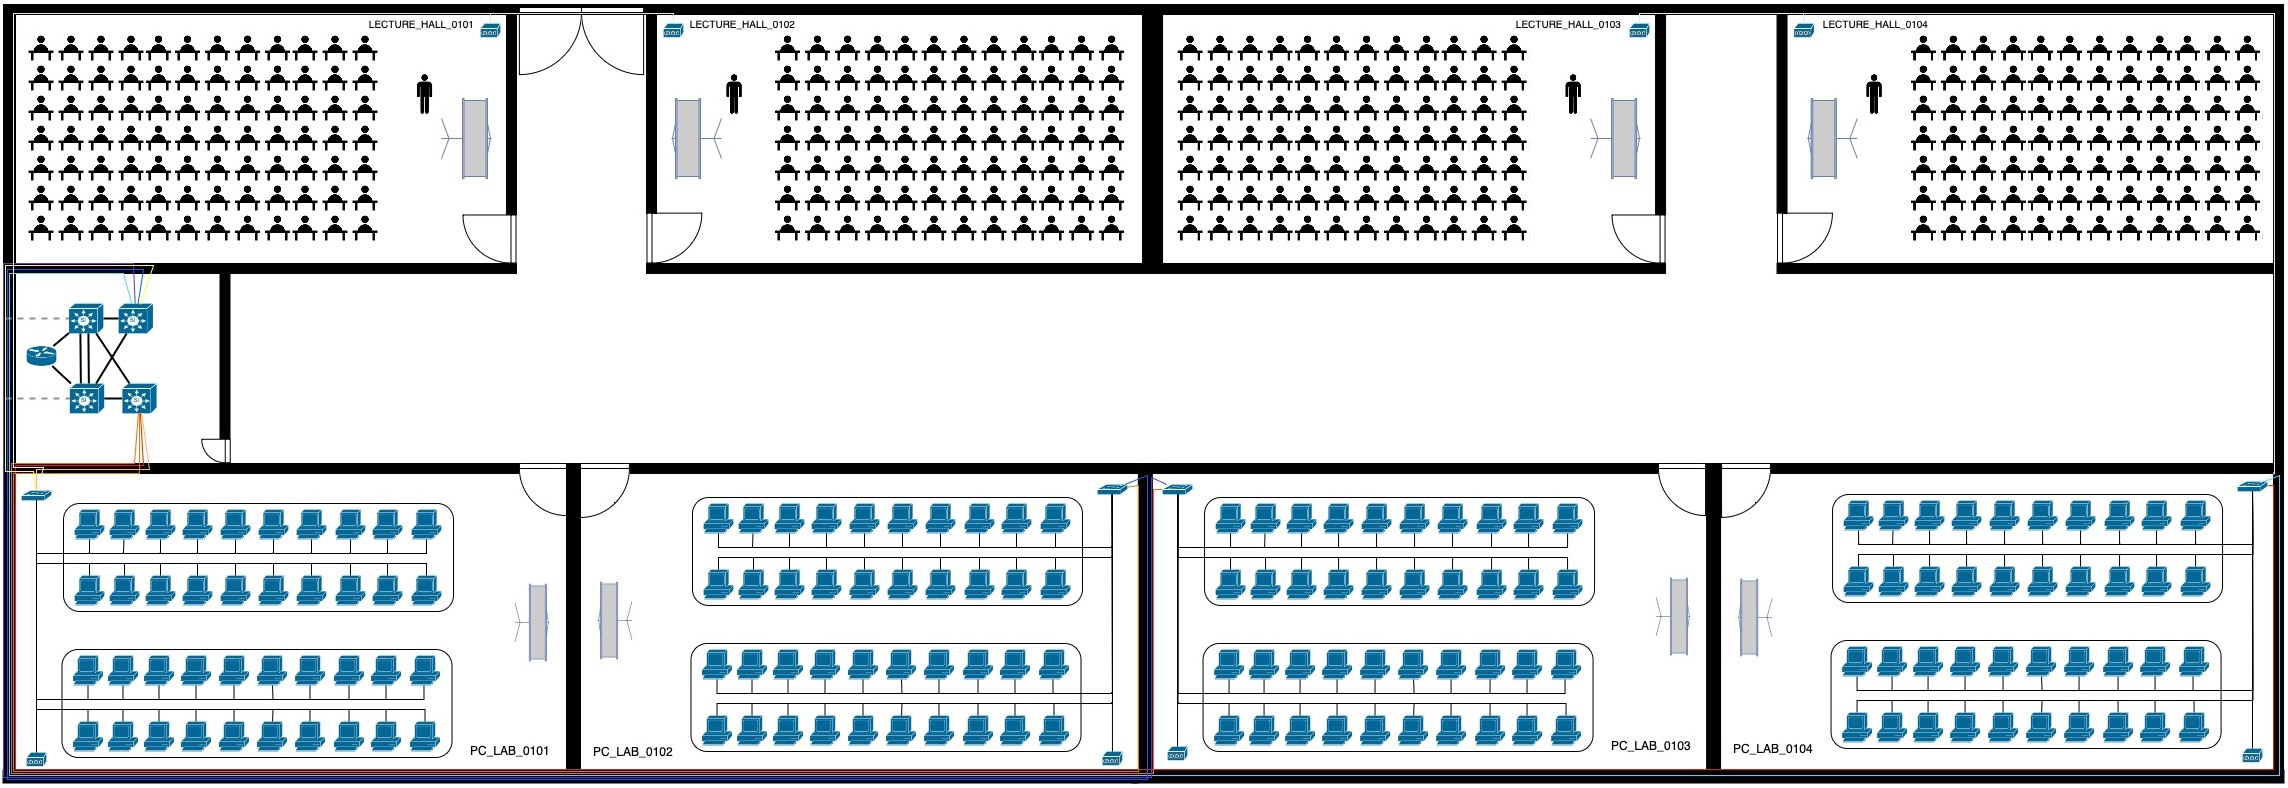 LECTURE_HALL_0101
LECTURE_HALL_0102
LECTURE_HALL_0103
LECTURE_HALL_0104
PC_LAB_0101
PC_LAB_0102
PC_LAB_0103
PC_LAB_0104